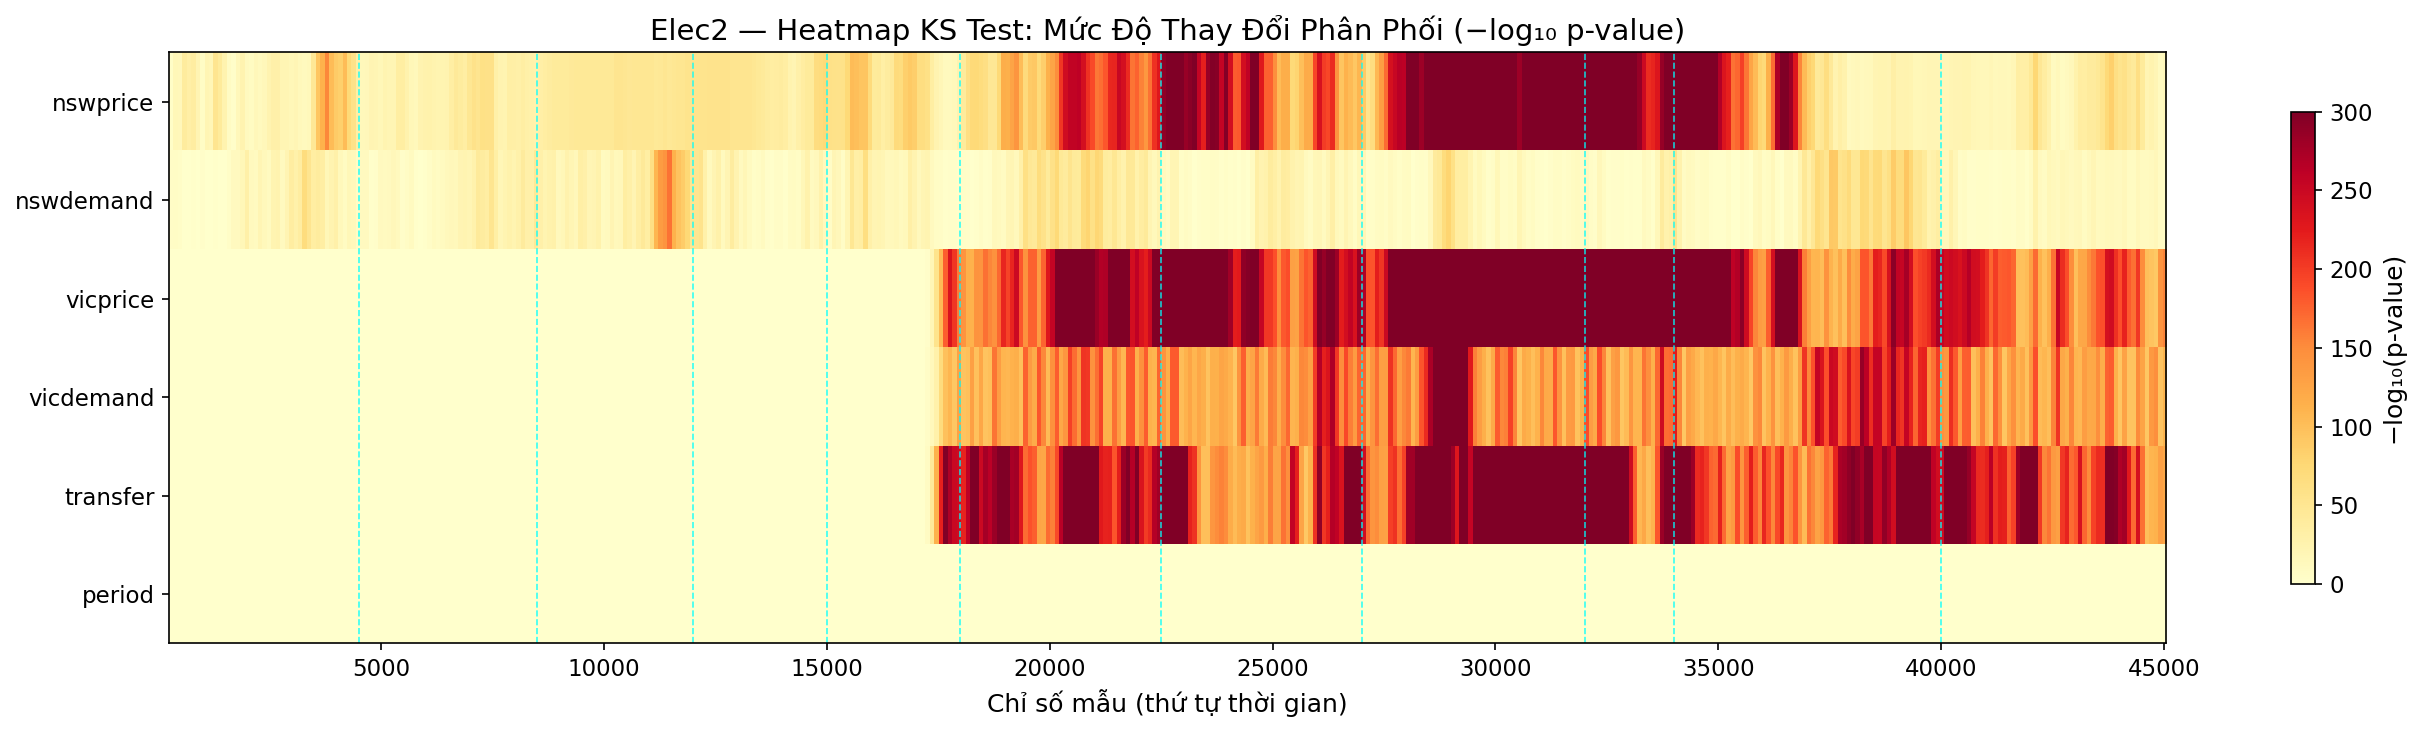 Elec2 — Heatmap KS Test: Mức Độ Thay Đổi Phân Phối (−log₁₀ p-value)
nswprice
nswdemand
vicprice
vicdemand
transfer
period
5000 10000 15000 20000 25000 30000 35000 40000 45000
Chỉ số mẫu (thứ tự thời gian)
300
250
200
150
100
50
0
−log₁₀(p-value)